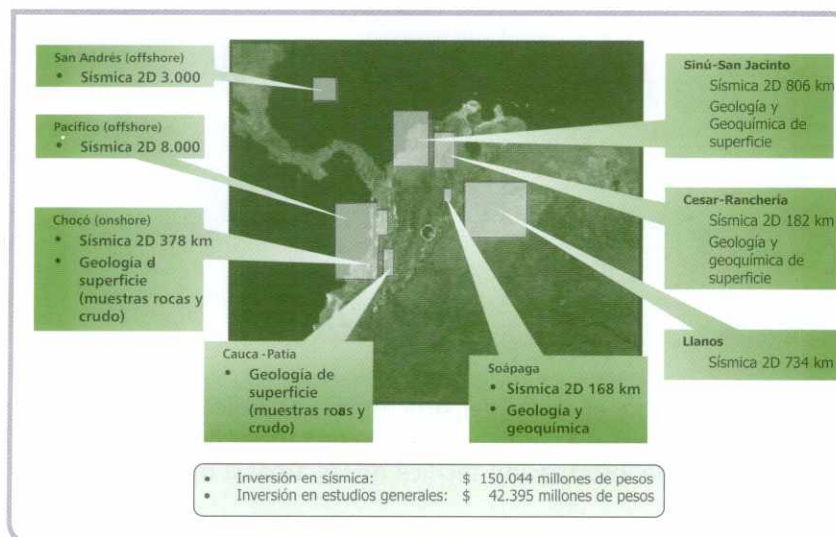 San Andrés (offshore)
• Sísmica 2D 3.000
Pacifico (offshore)
• Sísmica 2D 8.000
Chocó (onshore)
• Sísmica 2D 378 km
• Geología d
superficie
(muestras rocas y
crudo)
Cauca -Patía
• Geología de
superficie
(muestras rocas y
crudo)
Soápaga
• Sísmica 2D 168 km
• Geología y
geoquímica
Sinú-San Jacinto
Sísmica 2D 806 km
Geología y
Geoquímica de
superficie
Cesar-Ranchería
Sísmica 2D 182 km
Geología y
geoquímica de
superficie
Llanos
Sísmica 2D 734 km
• Inversión en sísmica: $ 150.044 millones de pesos
• Inversión en estudios generales: $ 42.395 millones de pesos